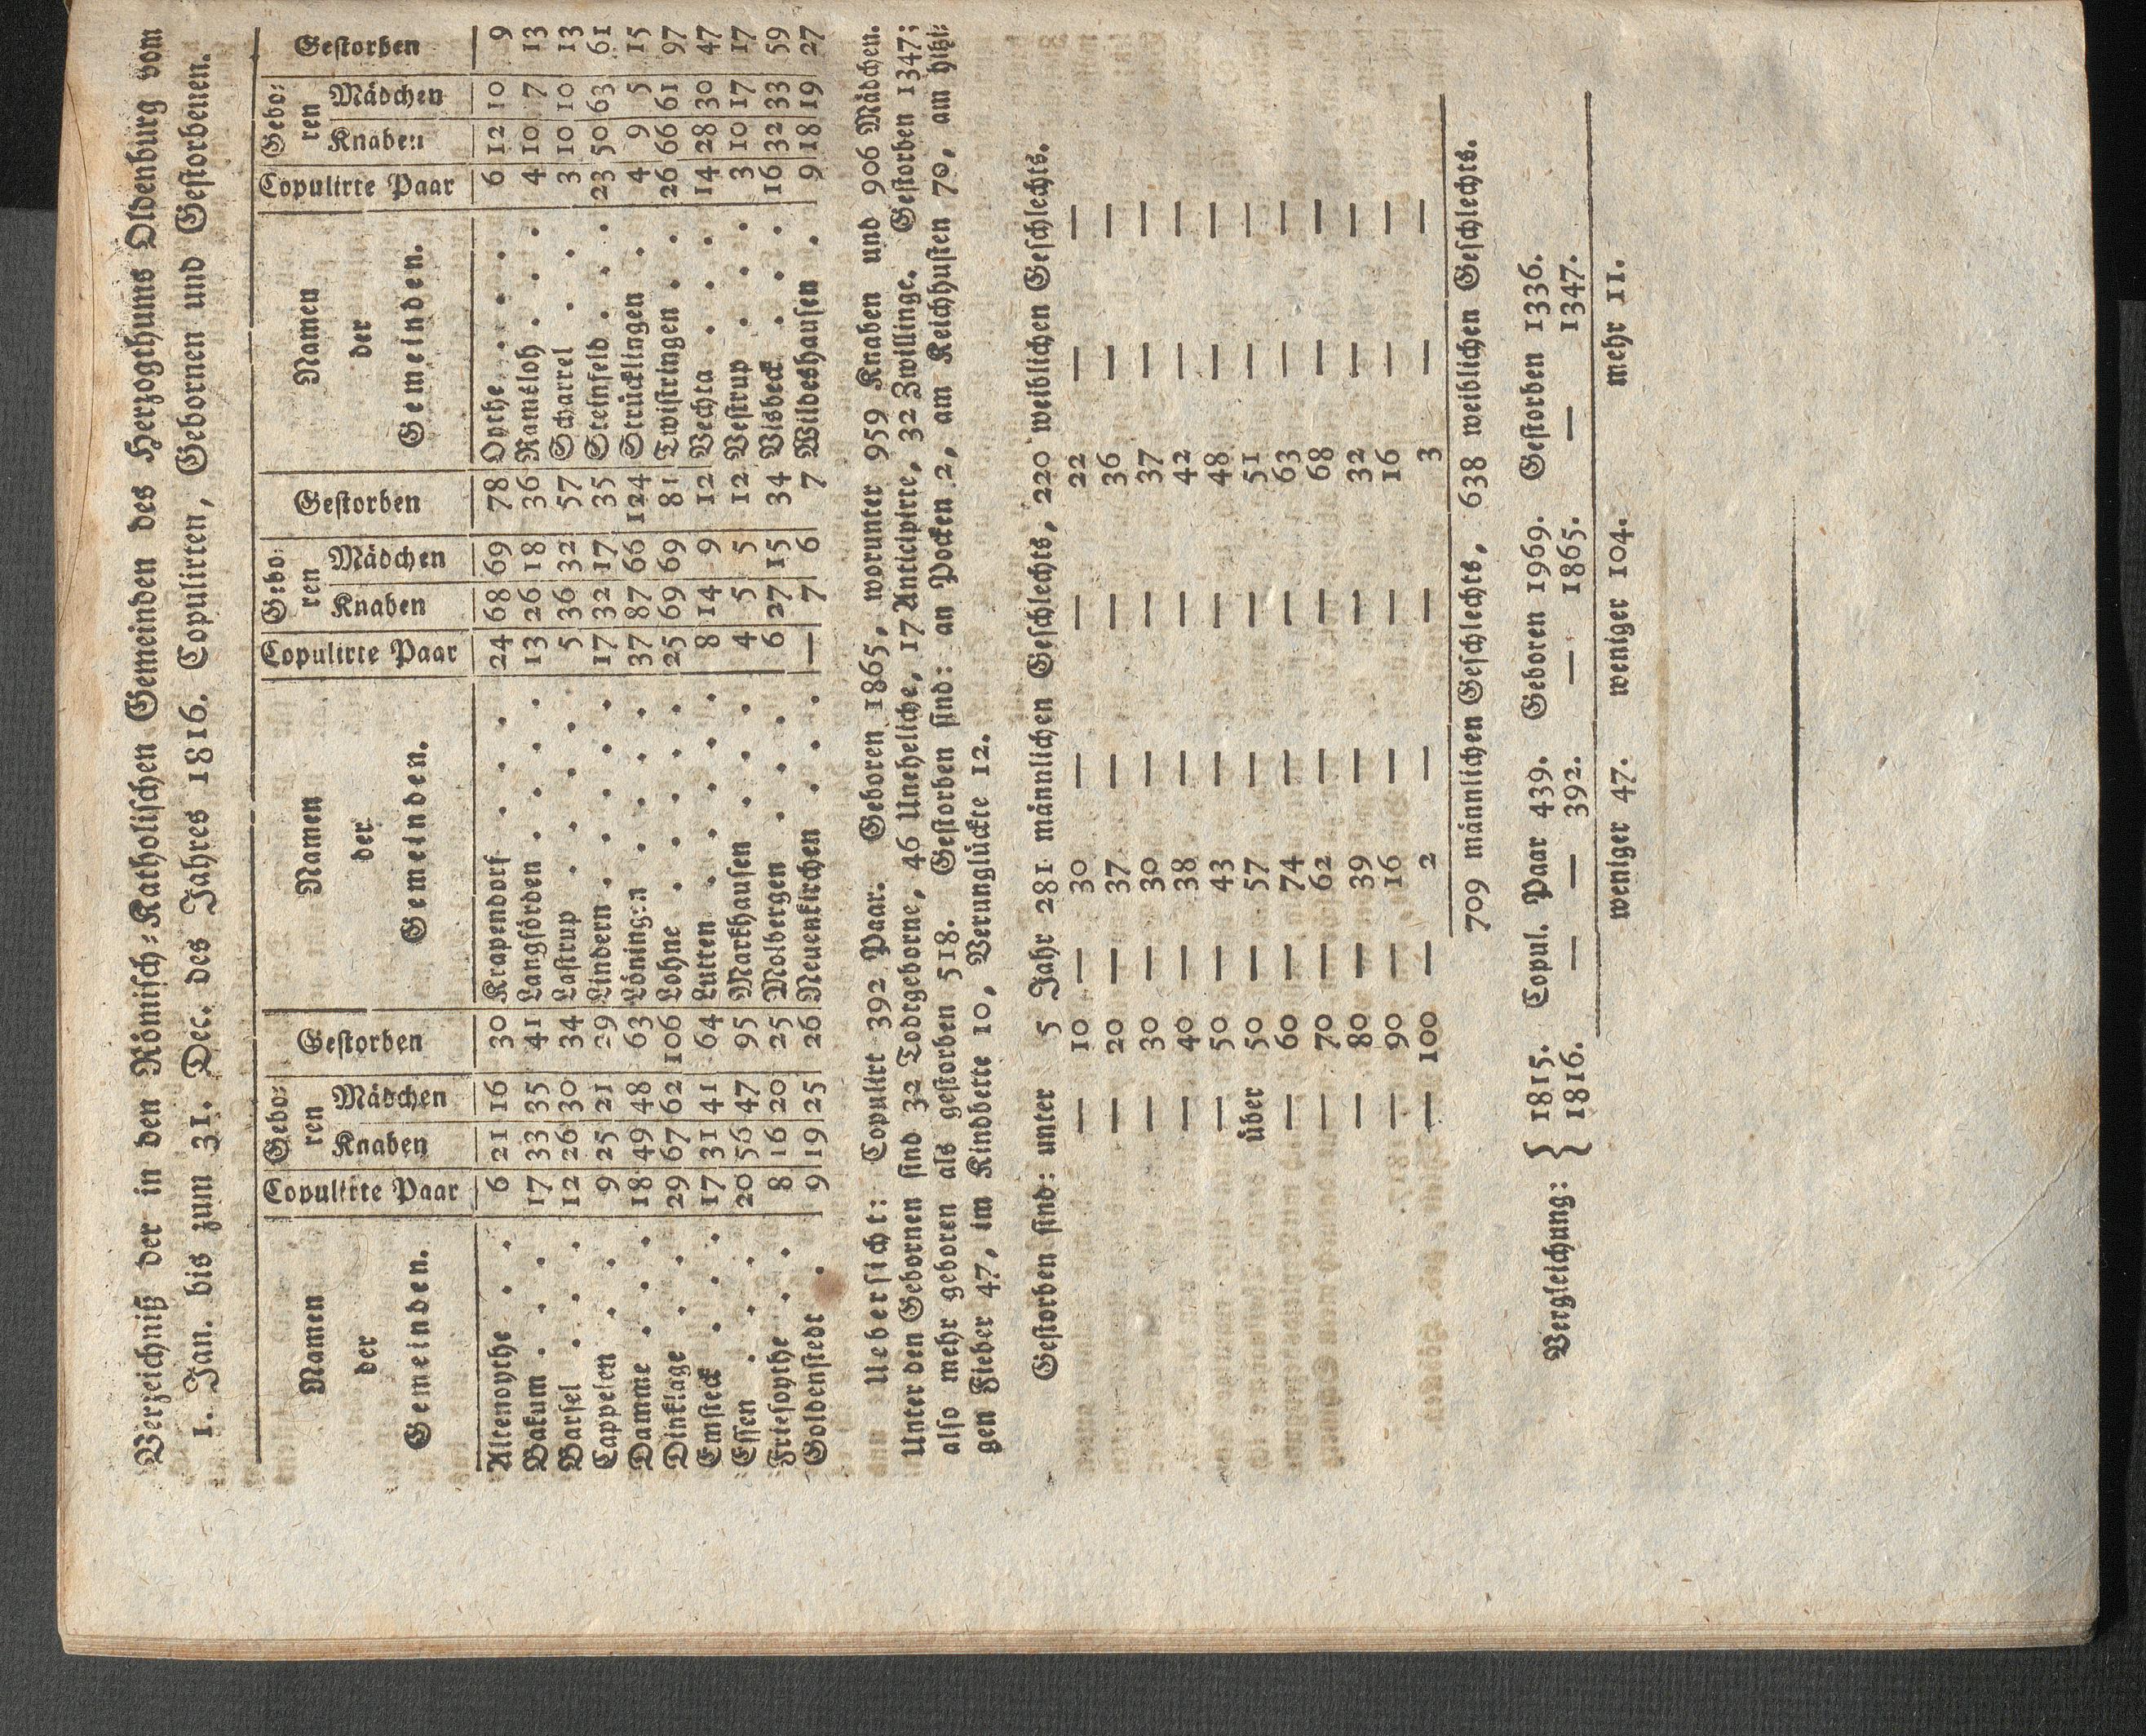 Verzeichniß der in den Römisch-Katholischen Gemeinden des Herzogthums Oldenburg vom
1. Jan. bis zum 31. Dec. des Jahres 1816. Copulirten, Gebornen und Gestorbenen.
Namen der Gemeinden. | Copulirte Paar | Geboren Knaben | Mädchen | Gestorben | Namen der Gemeinden. | Copulirte Paar | Geboren Knaben | Mädchen | Gestorben | Namen der Gemeinden. | Copulirte Paar | Geboren Knaben | Mädchen | Gestorben
Altenoythe . . 6 21 16 30 Krapendorf . . . 24 68 69 78 Oythe . . . . 6 12 10 9
Bakum . . . 17 33 35 41 Langförden . . . 13 26 18 36 Ramsloh . . . . 4 10 7 13
Barsel . . . 12 26 30 34 Lastrup . . . . 5 36 32 57 Scharrel . . . 3 10 10 13
Cappelen . . 9 25 21 29 Lindern . . . . 17 32 17 35 Steinfeld . . . 23 50 63 61
Damme . . . 18 49 48 63 Löningen . . . 37 87 66 124 Strücklingen . . 4 9 5 15
Dinklage . . 29 67 62 106 Lohne . . . . 25 69 69 81 Twistringen . . 26 66 61 97
Emsteck . . . 17 31 41 64 Lutten . . . . 8 14 9 12 Vechta . . . 14 28 30 47
Essen . . . 20 56 47 95 Markhausen . . . 4 5 5 12 Vestrup . . . 3 10 17 17
Friesoythe . . 8 16 20 25 Molbergen . . . 6 27 15 34 Visbeck . . . 16 32 33 59
Goldenstedt . 9 19 25 26 Neuenkirchen . . . — 7 6 7 Wildeshausen . 9 18 19 27
Uebersicht: Copulirt 392 Paar. Geboren 1865, worunter 959 Knaben und 906 Mädchen.
Unter den Gebornen sind 32 Todtgeborne, 46 Uneheliche, 17 Anticipirte, 32 Zwillinge. Gestorben 1347;
also mehr geboren als gestorben 518. Gestorben sind: an Pocken 2, am Keichhusten 70, am hitzi-
gen Fieber 47, im Kindbette 10, Verunglückte 12.
Gestorben sind: unter 5 Jahr 281 männlichen Geschlechts, 220 weiblichen Geschlechts.
— 10 — 30 — — 22 — —
— 20 — 37 — — 36 — —
— 30 — 30 — — 37 — —
— 40 — 38 — — 42 — —
— 50 — 43 — — 48 — —
über 50 — 57 — — 51 — —
— 60 — 74 — — 63 — —
— 70 — 62 — — 68 — —
— 80 — 39 — — 32 — —
— 90 — 16 — — 16 — —
— 100 — 2 — — 3 — —
709 männlichen Geschlechts, 638 weiblichen Geschlechts.
Vergleichung: { 1815. Copul. Paar 439. Geboren 1969. Gestorben 1336.
{ 1816. — — 392. — 1865. — 1347.
weniger 47. weniger 104. mehr 11.